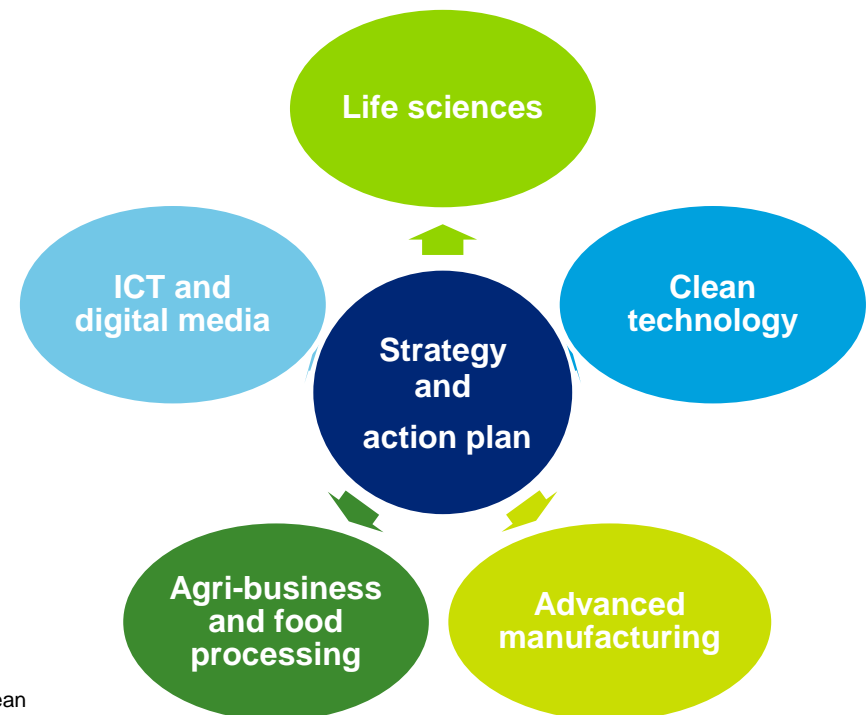 Life sciences
ICT and
digital media
Clean
technology
Strategy
and
action plan
Agri-business
and food
processing
Advanced
manufacturing
ean